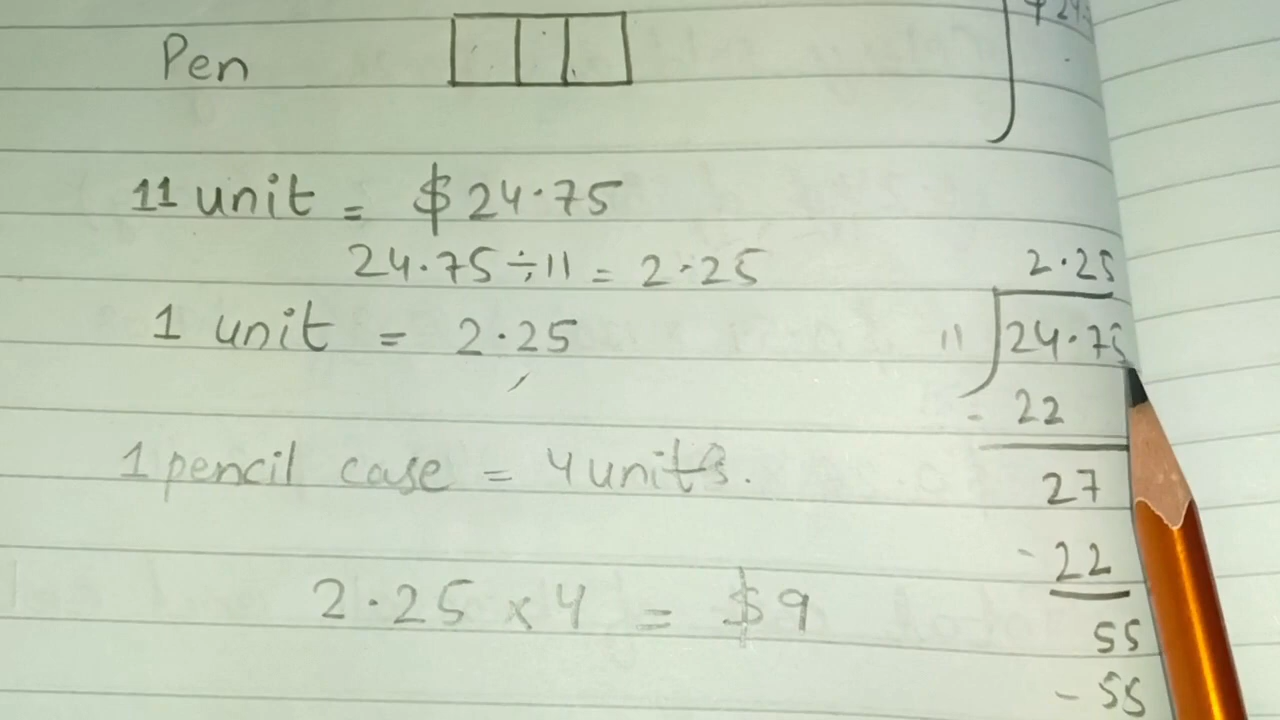 Pen
11 unit = $24.75
24.75÷11 = 2.25
1 unit = 2.25
1 pencil case = 4 units.
2.25 x 4 = $9
2.25
11 24.75
- 22
27
- 22
55
- 55